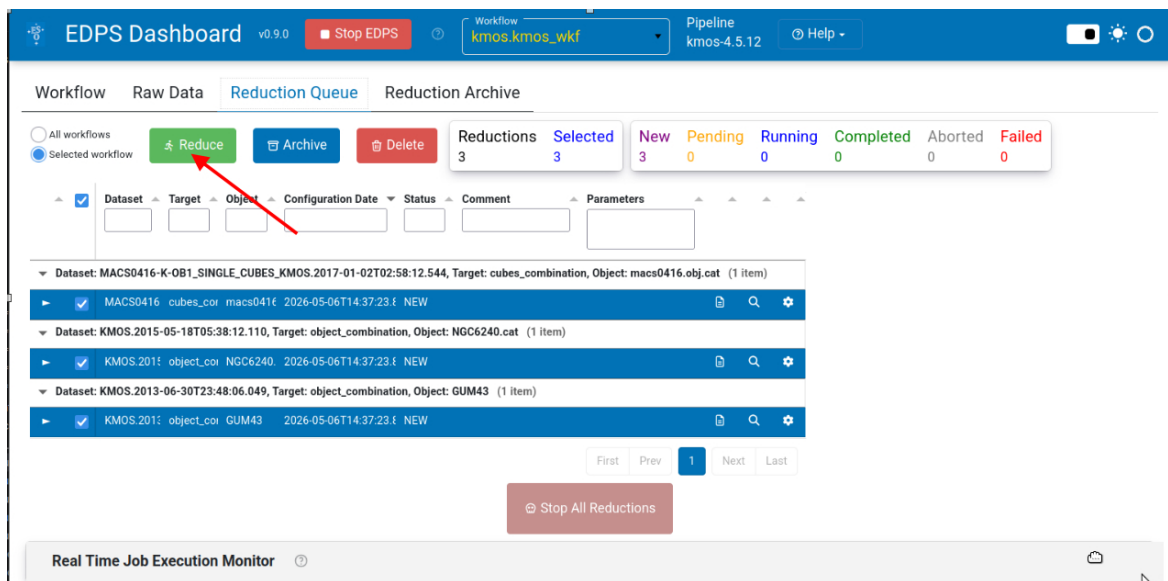 EDPS Dashboard v0.9.0 Stop EDPS Workflow kmos.kmos_wkf Pipeline kmos-4.5.12 Help
Workflow Raw Data Reduction Queue Reduction Archive
All workflows
Selected workflow
Reduce Archive Delete
Reductions Selected New Pending Running Completed Aborted Failed
3 3 3 0 0 0 0 0
Dataset Target Object Configuration Date Status Comment Parameters
Dataset: MACS0416-K-OB1_SINGLE_CUBES_KMOS.2017-01-02T02:58:12.544, Target: cubes_combination, Object: macs0416.obj.cat (1 item)
MACS0416 cubes_cor macs0416 2026-05-06T14:37:23.8 NEW
Dataset: KMOS.2015-05-18T05:38:12.110, Target: object_combination, Object: NGC6240.cat (1 item)
KMOS.2015 object_cor NGC6240. 2026-05-06T14:37:23.8 NEW
Dataset: KMOS.2013-06-30T23:48:06.049, Target: object_combination, Object: GUM43 (1 item)
KMOS.2013 object_cor GUM43 2026-05-06T14:37:23.8 NEW
First Prev 1 Next Last
Stop All Reductions
Real Time Job Execution Monitor